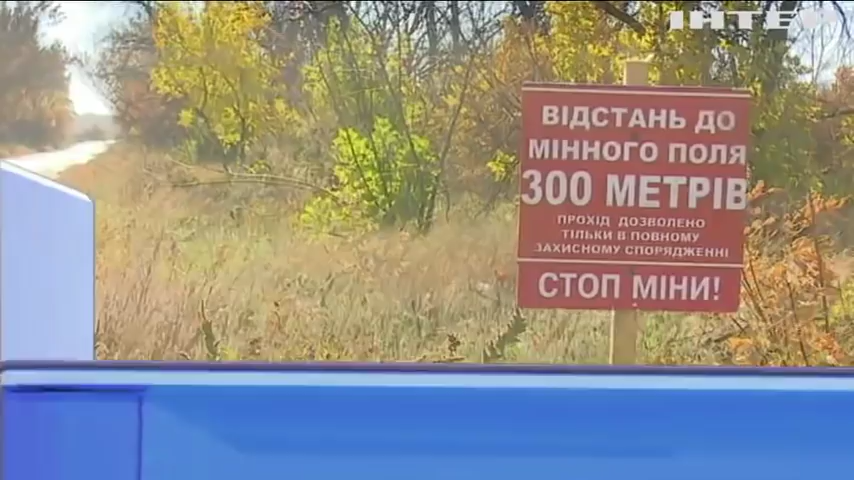 ІНТЕР
ВІДСТАНЬ ДО
МІННОГО ПОЛЯ
300 МЕТРІВ
ПРОХІД ДОЗВОЛЕНО
ТІЛЬКИ В ПОВНОМУ
ЗАХИСНОМУ СПОРЯДЖЕННІ
СТОП МІНИ!